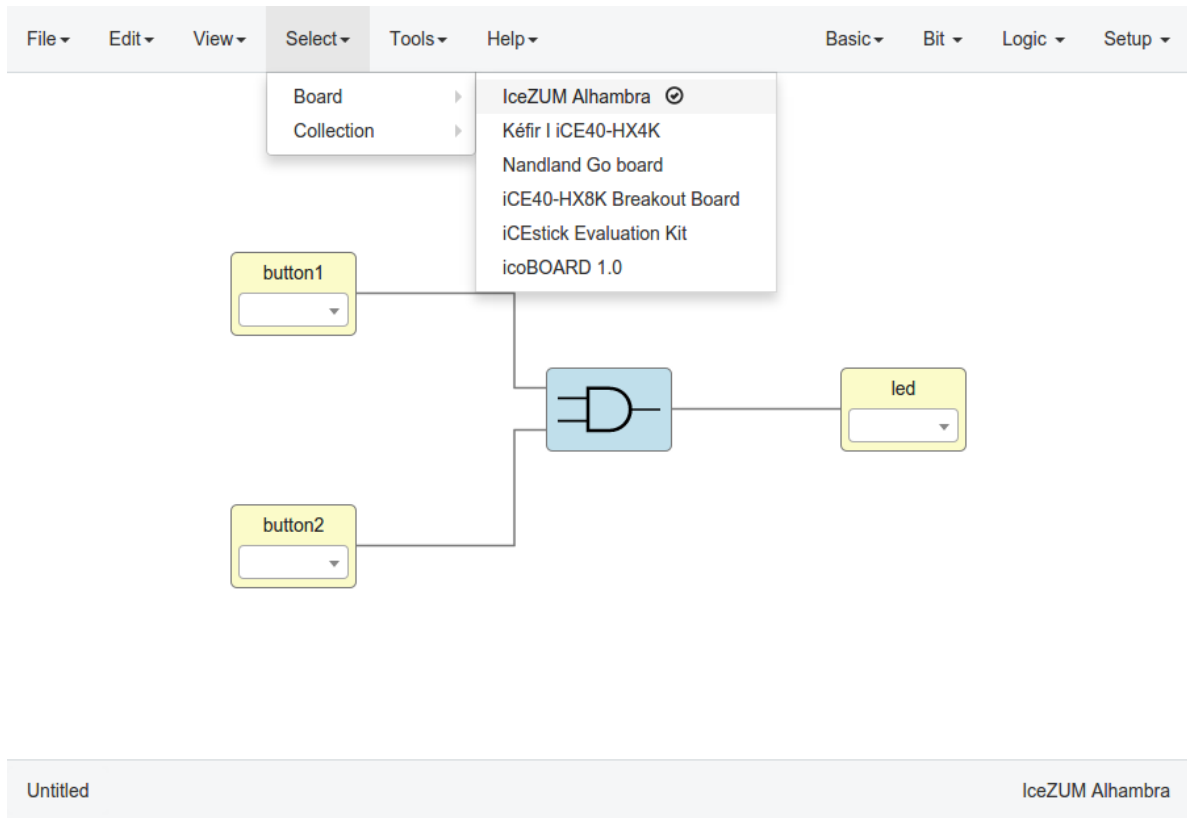 File Edit View Select Tools Help Basic Bit Logic Setup
Board
Collection
IceZUM Alhambra
Kéfir I iCE40-HX4K
Nandland Go board
iCE40-HX8K Breakout Board
iCEstick Evaluation Kit
icoBOARD 1.0
button1
led
button2
Untitled IceZUM Alhambra